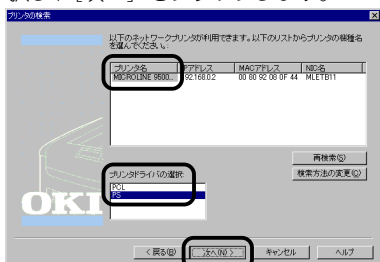 プリンタの検索
以下のネットワークプリンタが利用できます。以下のリストからプリンタの機種名
を選んでください。
プリンタ名 IPアドレス MACアドレス NIC名
MICROLINE 9500... 192.168.0.2 00 80 92 08 0F 44 MLETB11
再検索(S)
検索方法の変更(C)
プリンタドライバの選択:
PCL
PS
OKI
< 戻る(B) 次へ(N) > キャンセル ヘルプ